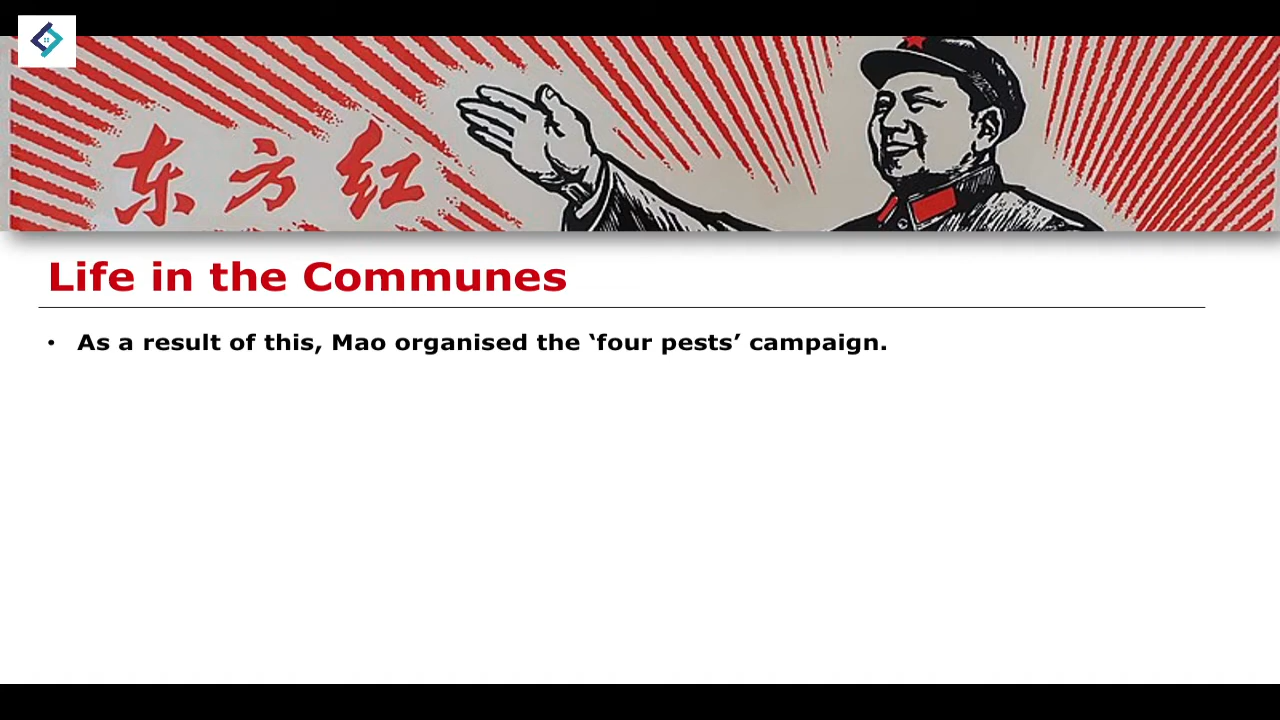 东方红
Life in the Communes
• As a result of this, Mao organised the ‘four pests’ campaign.